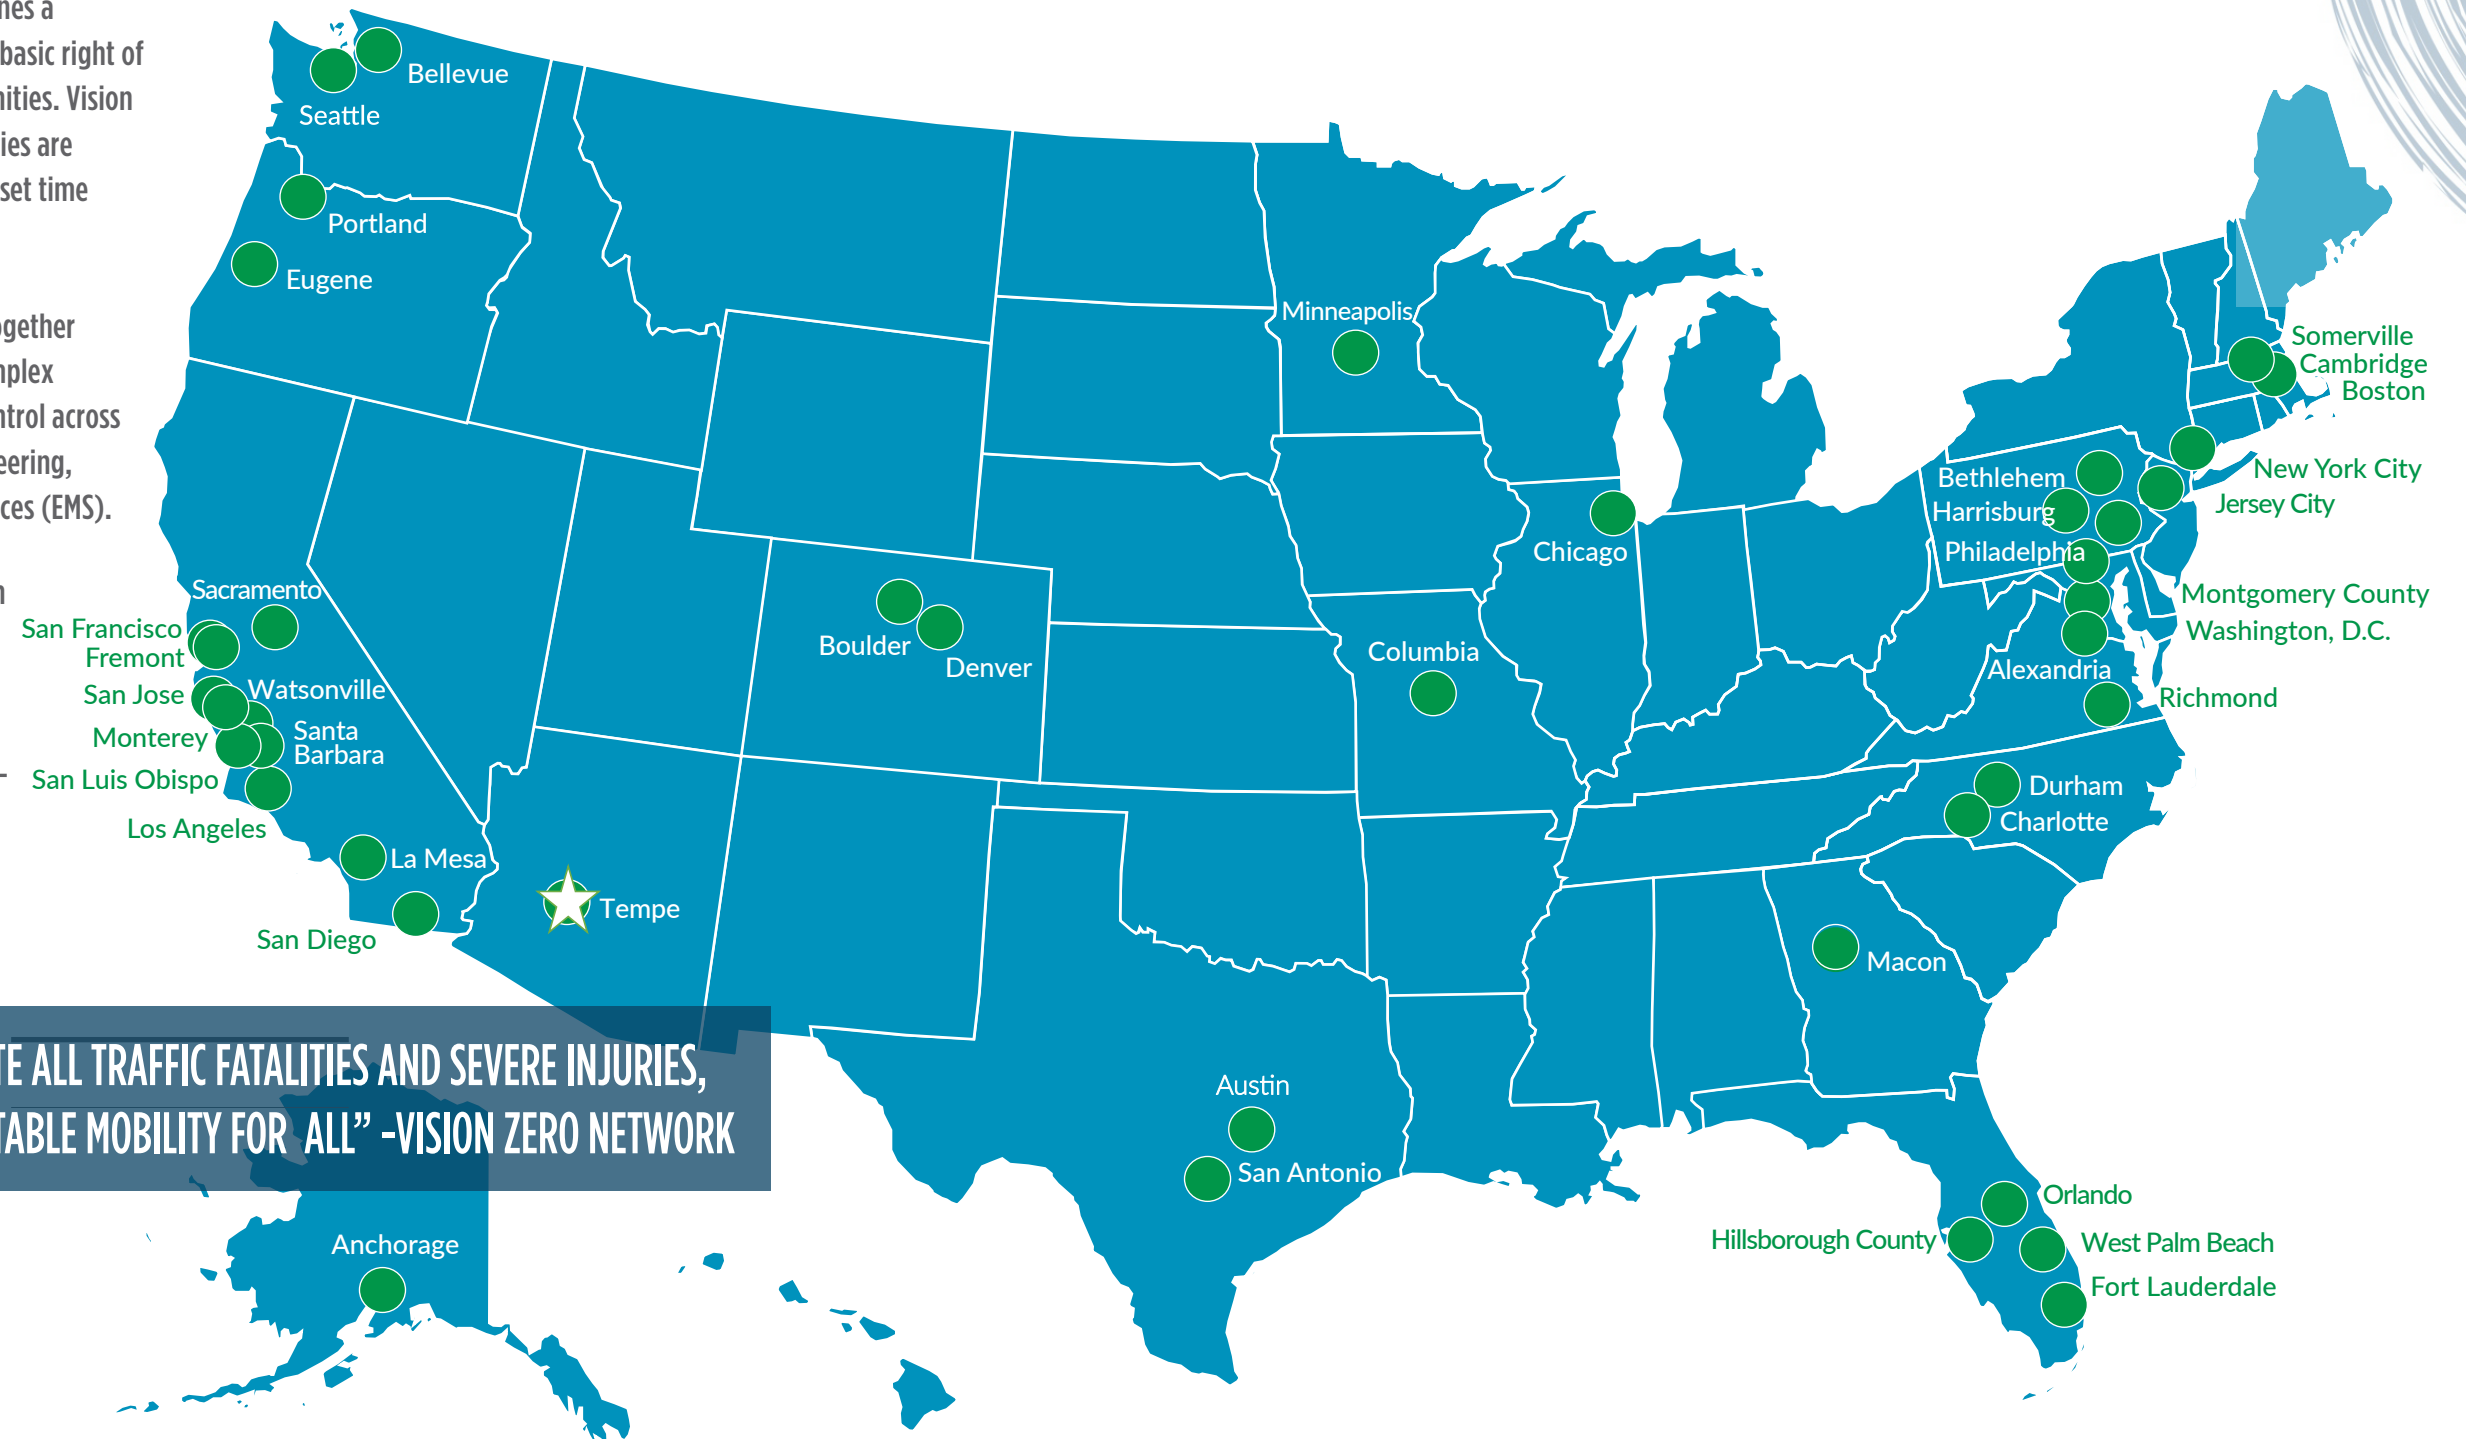 nes a
basic right of
nities. Vision
ies are
set time
ogether
nplex
ntrol across
eering,
ces (EMS).
n
–
Bellevue
Seattle
Portland
Eugene
Minneapolis
Somerville
Cambridge
Boston
New York City
Jersey City
Bethlehem
Harrisburg
Philadelphia
Chicago
Montgomery County
Washington, D.C.
Alexandria
Richmond
Sacramento
San Francisco
Fremont
San Jose
Watsonville
Monterey
Santa
Barbara
San Luis Obispo
Los Angeles
La Mesa
San Diego
Boulder
Denver
Columbia
Tempe
Durham
Charlotte
Macon
TE ALL TRAFFIC FATALITIES AND SEVERE INJURIES,
TABLE MOBILITY FOR ALL” –VISION ZERO NETWORK
Austin
San Antonio
Anchorage
Orlando
Hillsborough County
West Palm Beach
Fort Lauderdale